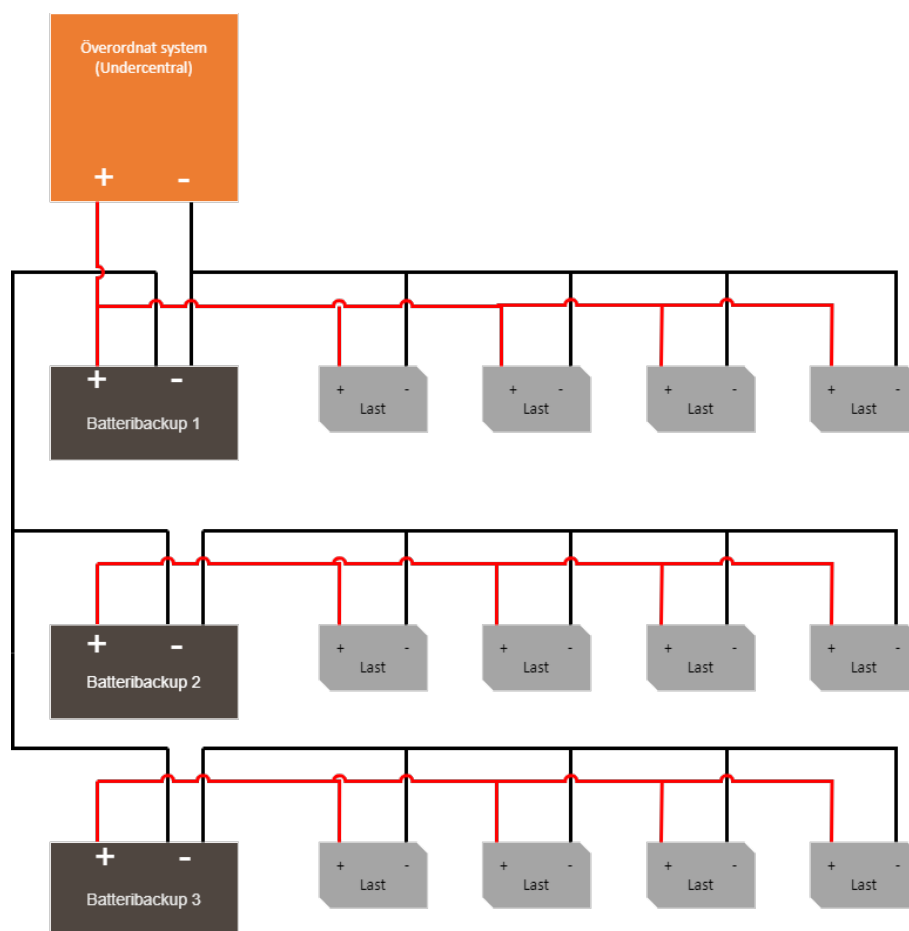 Överordnat system
(Undercentral)
+ -
+ -
Batteribackup 1
+ -
Last
+ -
Last
+ -
Last
+ -
Last
+ -
Batteribackup 2
+ -
Last
+ -
Last
+ -
Last
+ -
Last
+ -
Batteribackup 3
+ -
Last
+ -
Last
+ -
Last
+ -
Last